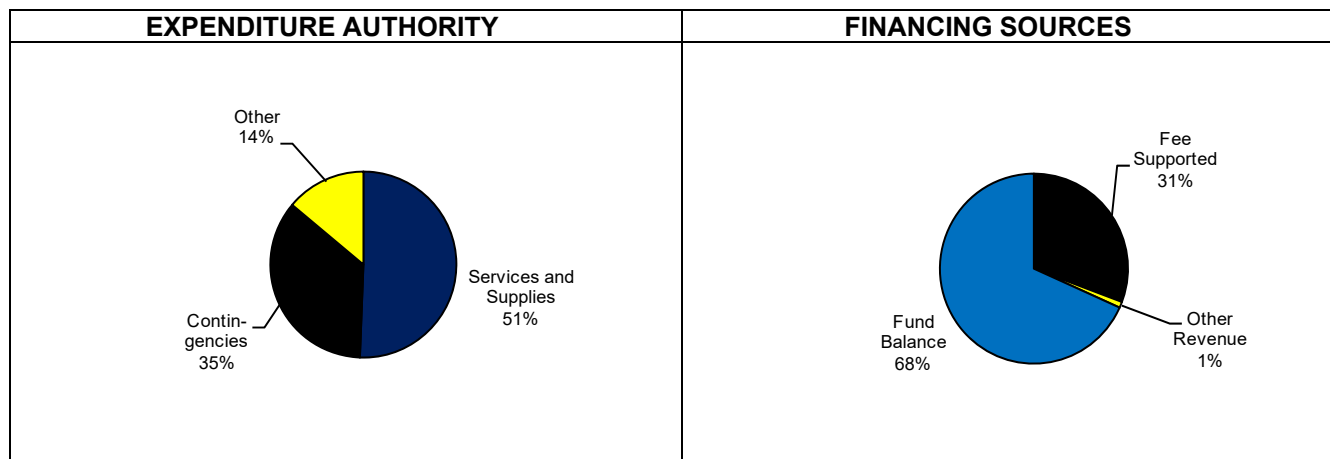 EXPENDITURE AUTHORITY
Other
14%
Services and
Supplies
51%
Contin-
gencies
35%
FINANCING SOURCES
Fee
Supported
31%
Other
Revenue
1%
Fund
Balance
68%